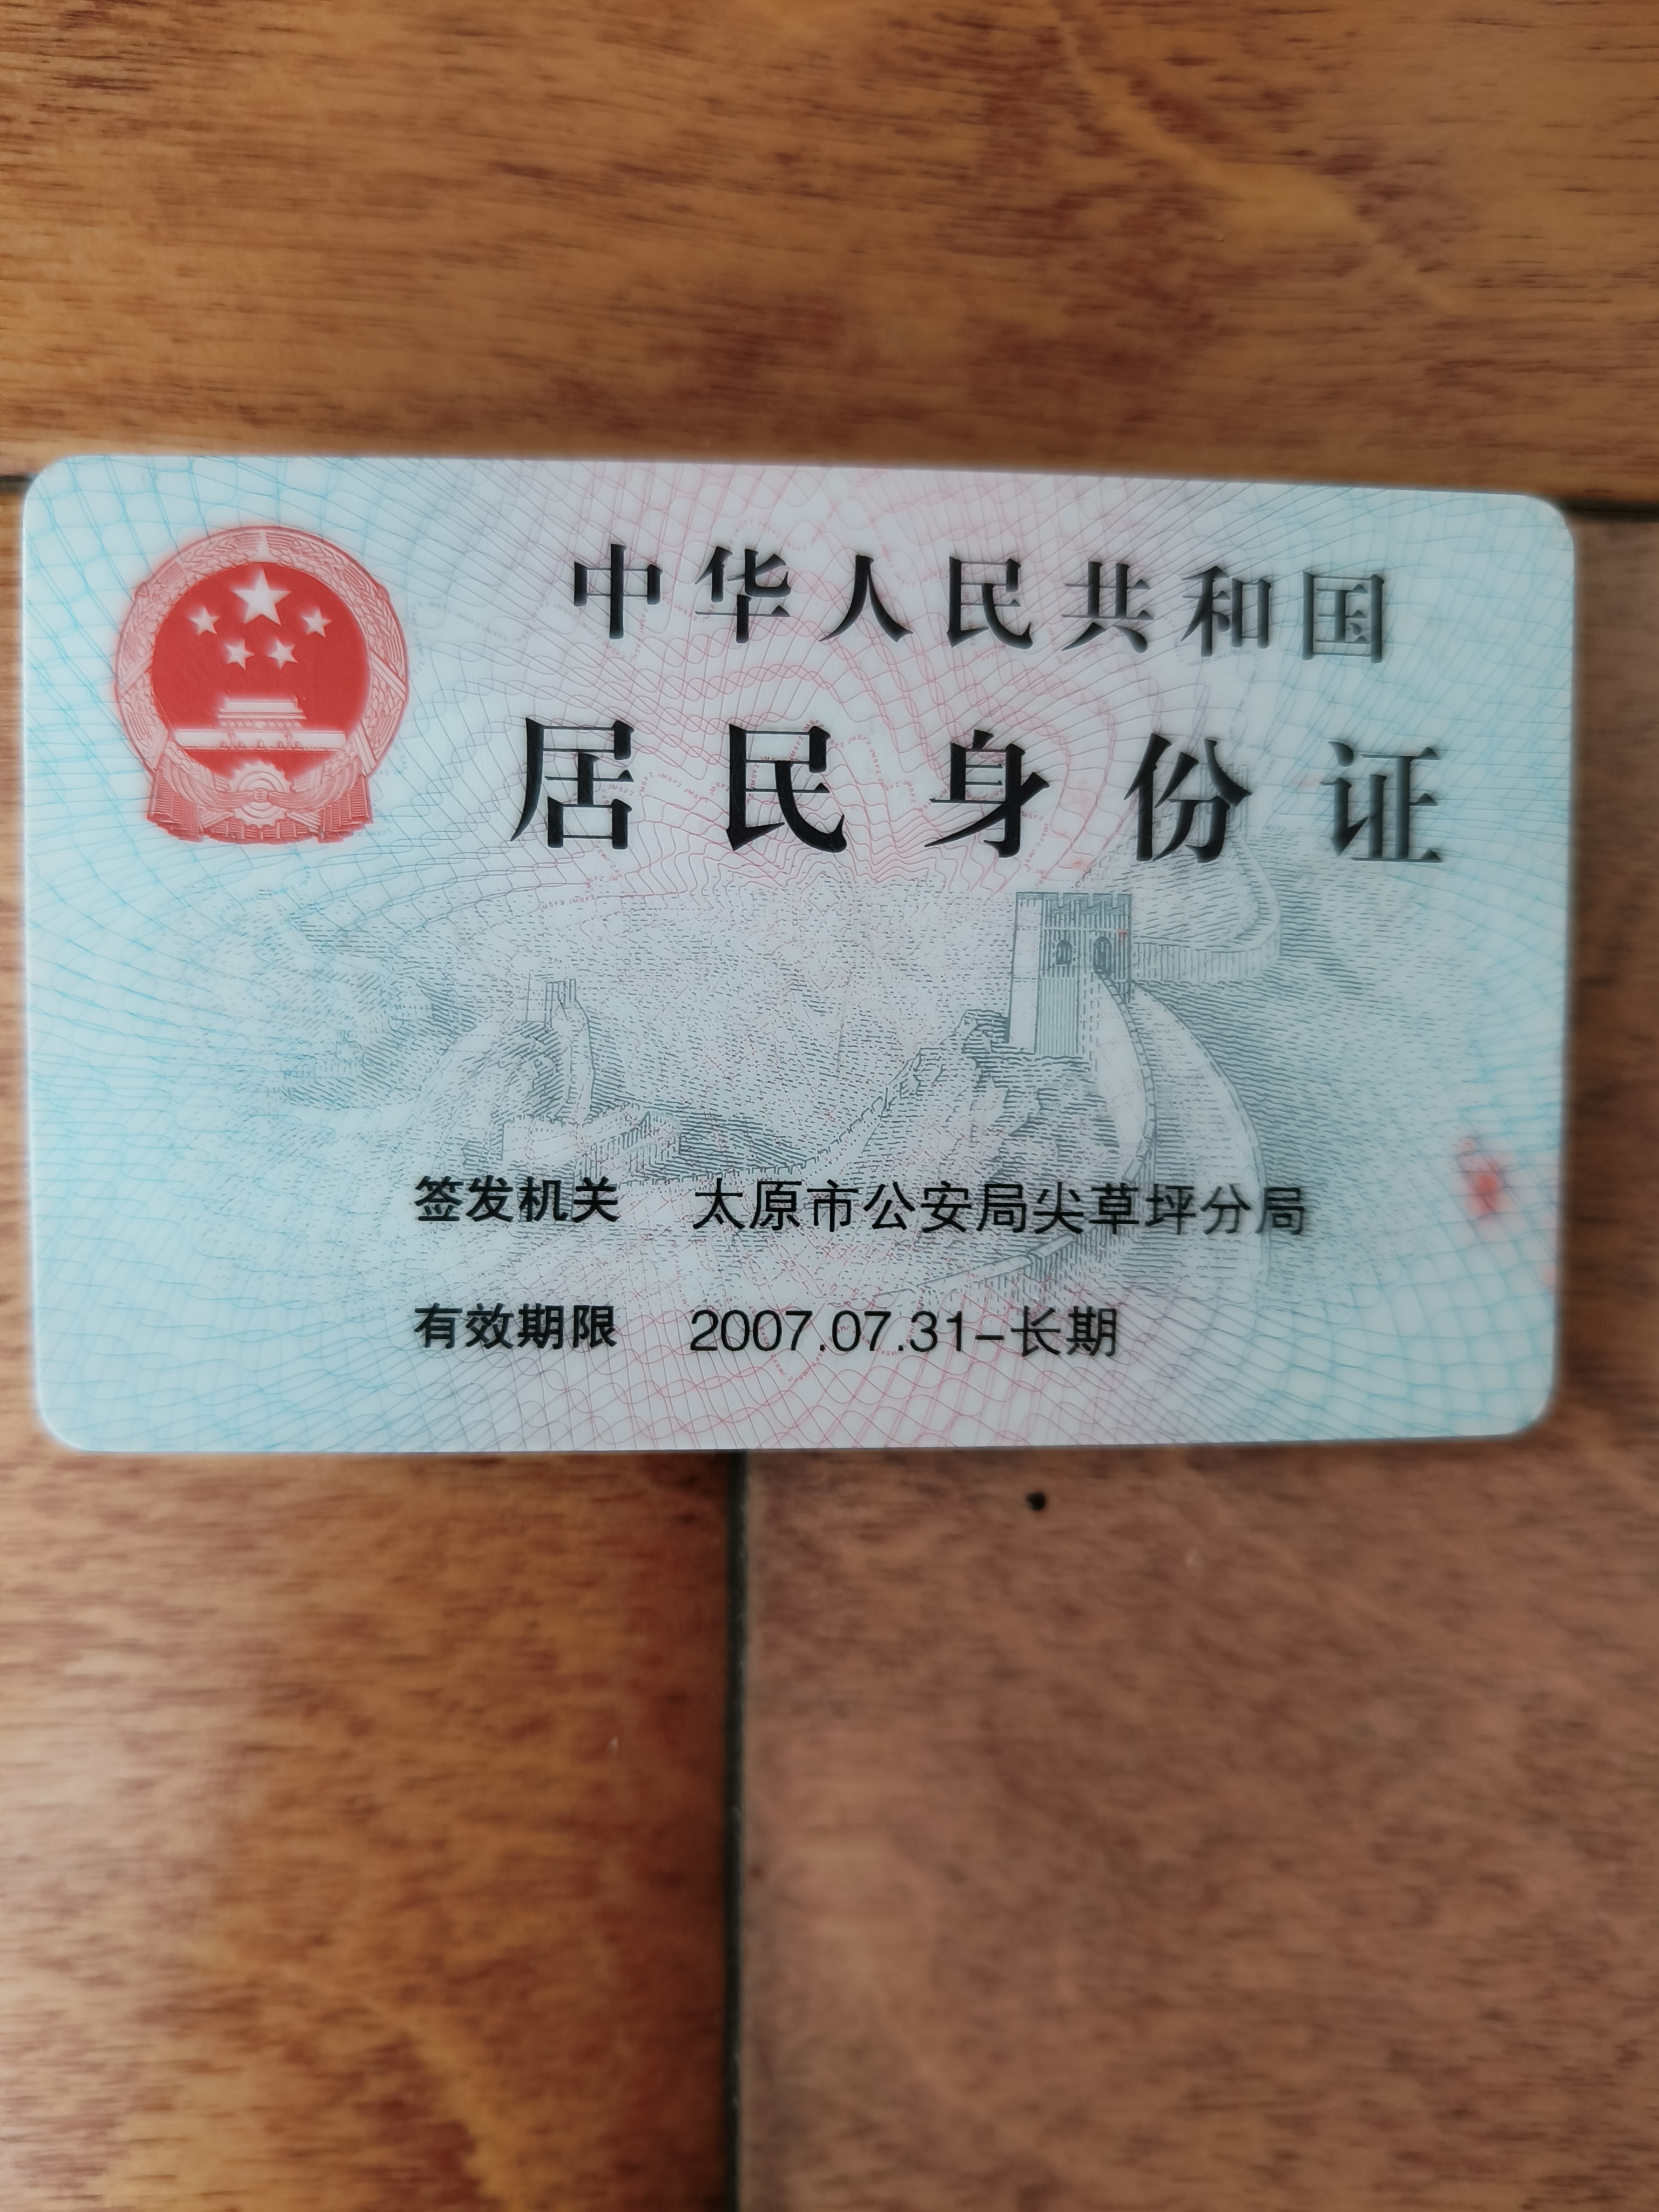 中华人民共和国
居民身份证
签发机关 太原市公安局尖草坪分局
有效期限 2007.07.31-长期